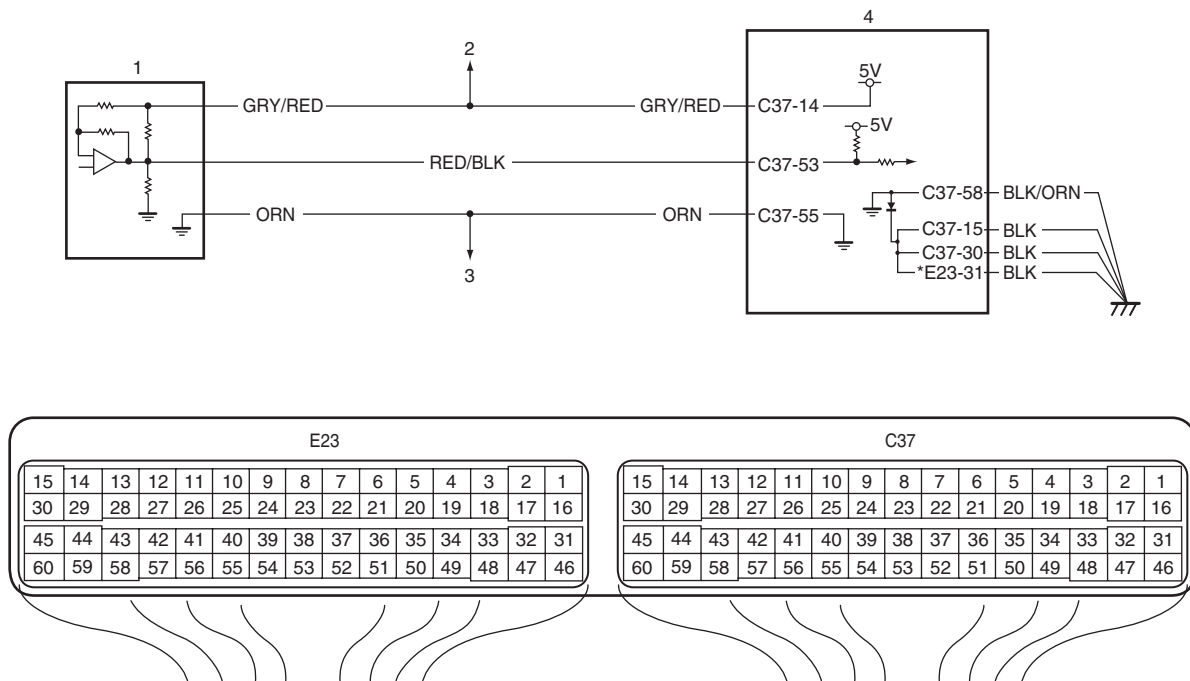 4
2
1
5V
GRY/RED GRY/RED C37-14
5V
RED/BLK C37-53
C37-58 BLK/ORN
ORN ORN C37-55
C37-15 BLK
C37-30 BLK
*E23-31 BLK
3
E23 C37
15 14 13 12 11 10 9 8 7 6 5 4 3 2 1 15 14 13 12 11 10 9 8 7 6 5 4 3 2 1
30 29 28 27 26 25 24 23 22 21 20 19 18 17 16 30 29 28 27 26 25 24 23 22 21 20 19 18 17 16
45 44 43 42 41 40 39 38 37 36 35 34 33 32 31 45 44 43 42 41 40 39 38 37 36 35 34 33 32 31
60 59 58 57 56 55 54 53 52 51 50 49 48 47 46 60 59 58 57 56 55 54 53 52 51 50 49 48 47 46